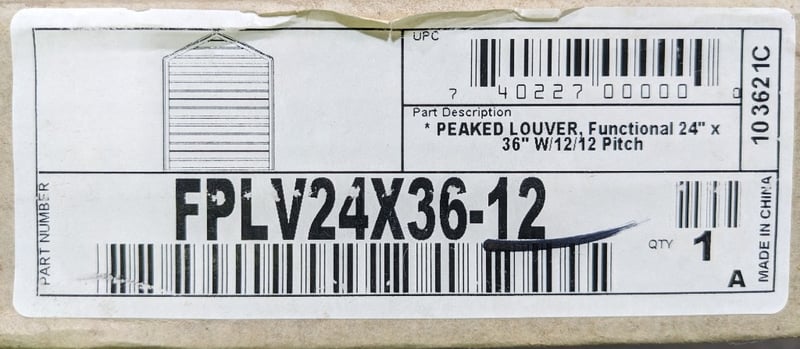 UPC
7 40227 00000 0
Part Description
* PEAKED LOUVER, Functional 24" x
36" W/12/12 Pitch
103621C
PART NUMBER
FPLV24X36-12
QTY 1
A
MADE IN CHINA